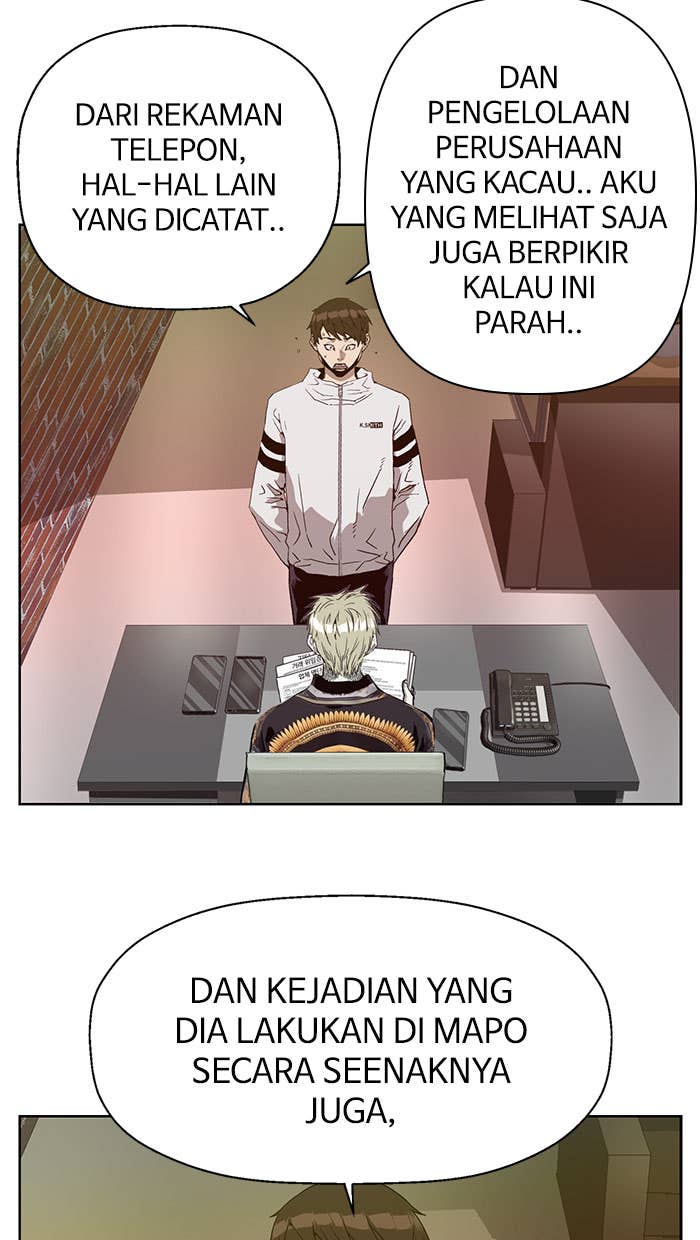 DARI REKAMAN
TELEPON,
HAL-HAL LAIN
YANG DICATAT..
DAN
PENGELOLAAN
PERUSAHAAN
YANG KACAU.. AKU
YANG MELIHAT SAJA
JUGA BERPIKIR
KALAU INI
PARAH..
DAN KEJADIAN YANG
DIA LAKUKAN DI MAPO
SECARA SEENAKNYA
JUGA,